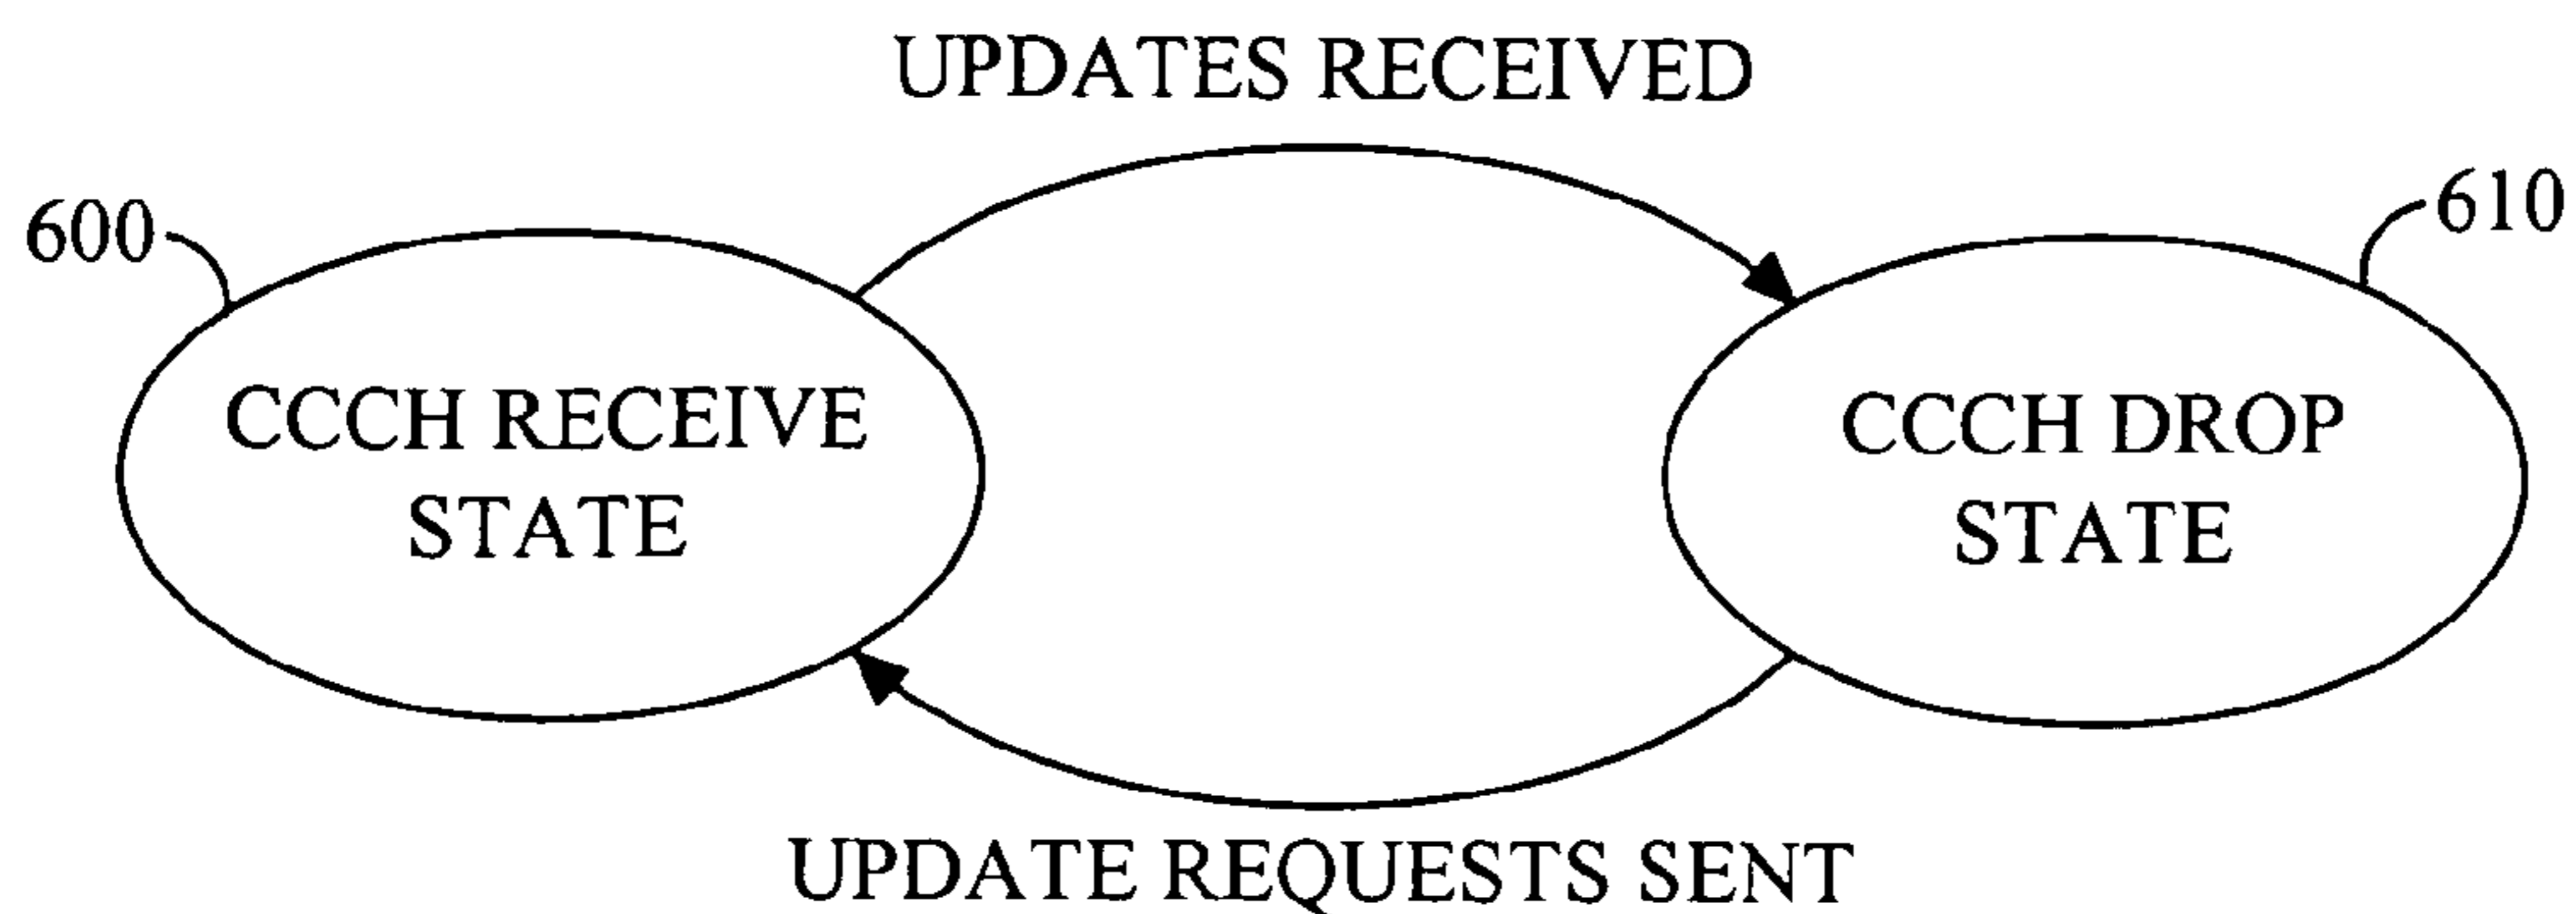 UPDATES RECEIVED
600
610
CCCH RECEIVE
STATE
CCCH DROP
STATE
UPDATE REQUESTS SENT